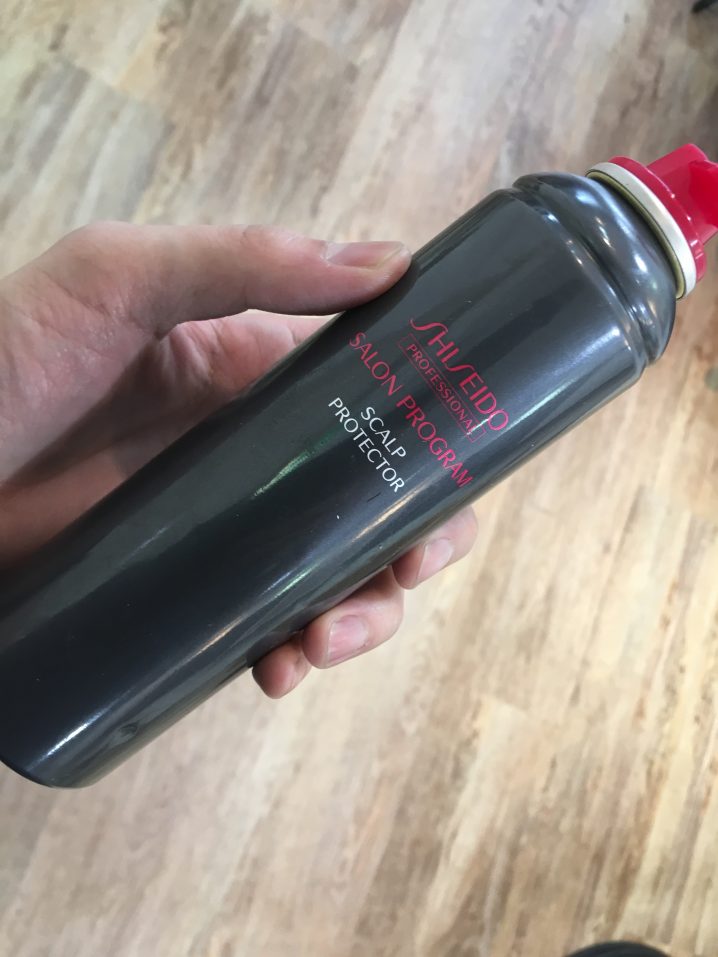 SHISEIDO
PROFESSIONAL
SALON PROGRAM
SCALP
PROTECTOR